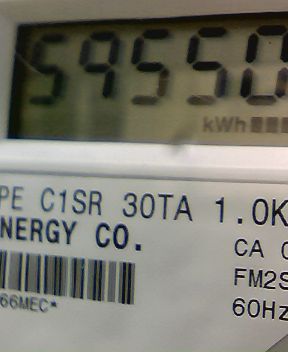 59550
kWh
PE C1SR 30TA 1.0K
NERGY CO.
CA
FM2S
66MEC*
60Hz